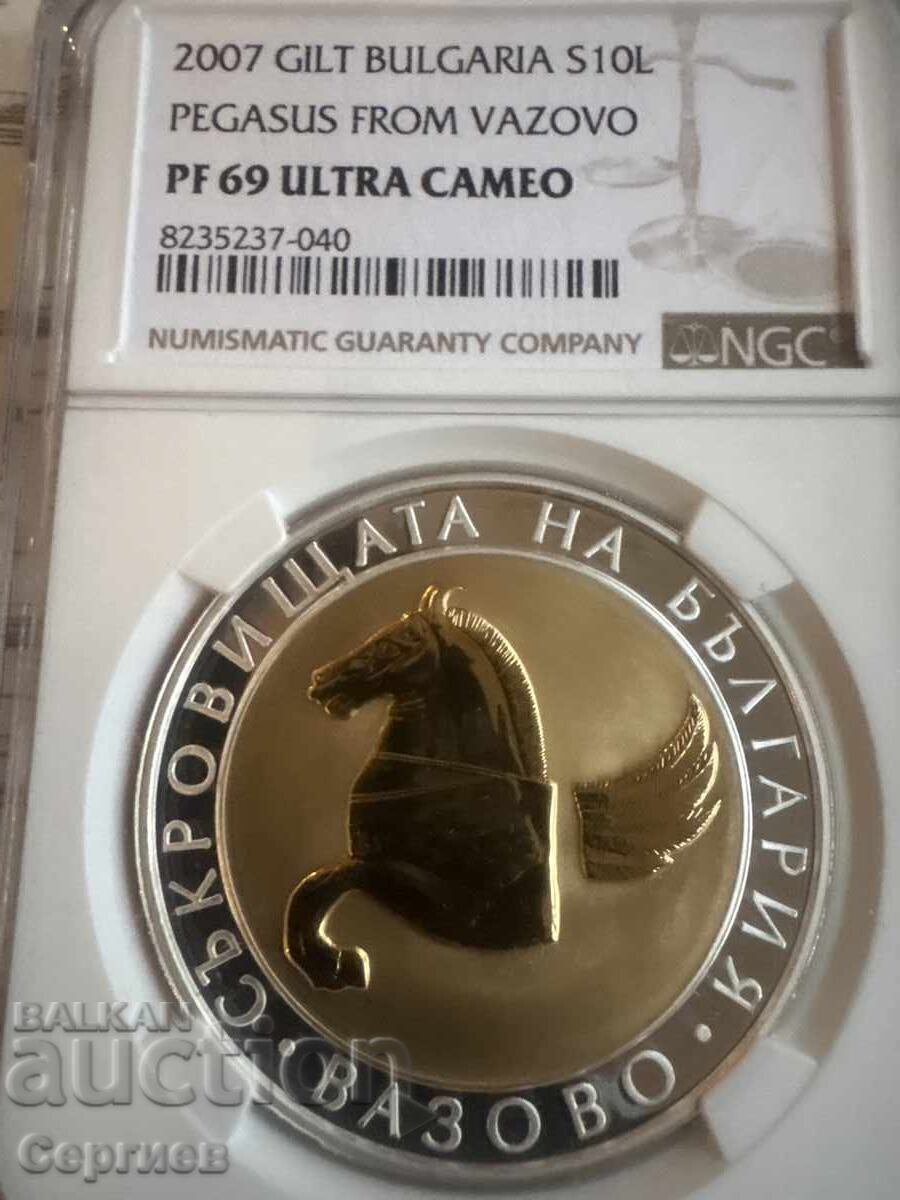 2007 GILT BULGARIA S10L
PEGASUS FROM VAZOVO
PF 69 ULTRA CAMEO
8235237-040
NUMISMATIC GUARANTY COMPANY
NGC
СЪКРОВИЩАТА НА БЪЛГАРИЯ
• ВАЗОВО •
BALKAN
auction
Сергиев